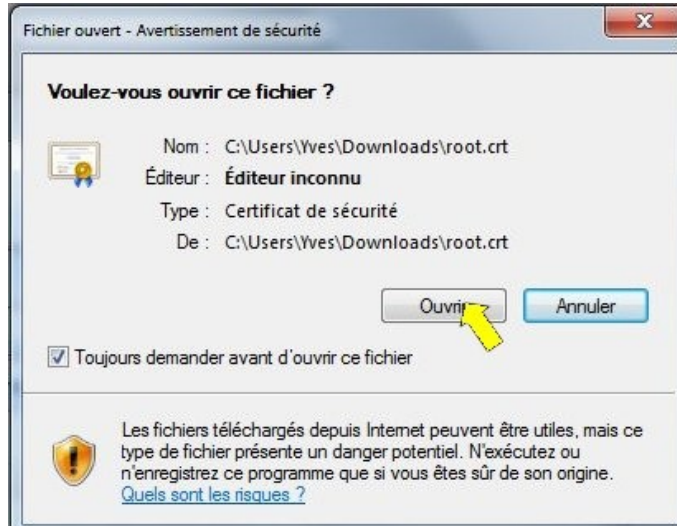 Fichier ouvert - Avertissement de sécurité
Voulez-vous ouvrir ce fichier ?
Nom : C:\Users\Yves\Downloads\root.crt
Éditeur : Éditeur inconnu
Type : Certificat de sécurité
De : C:\Users\Yves\Downloads\root.crt
Ouvrir Annuler
Toujours demander avant d'ouvrir ce fichier
Les fichiers téléchargés depuis Internet peuvent être utiles, mais ce
type de fichier présente un danger potentiel. N'exécutez ou
n'enregistrez ce programme que si vous êtes sûr de son origine.
Quels sont les risques ?